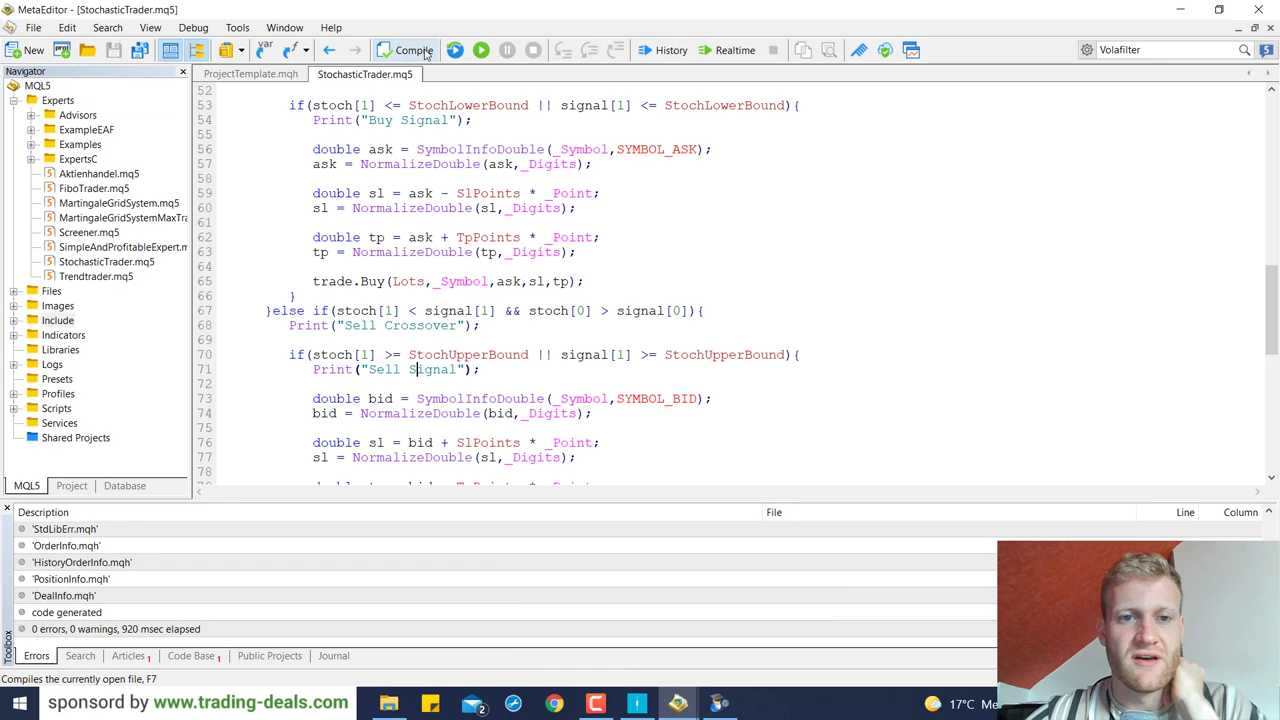 MetaEditor - [StochasticTrader.mq5]
File Edit Search View Debug Tools Window Help
New Compile History Realtime Volafilter 5
Navigator
ProjectTemplate.mqh StochasticTrader.mq5
MQL5
Experts
Advisors
ExampleEAF
Examples
ExpertsC
Aktienhandel.mq5
FiboTrader.mq5
MartingaleGridSystem.mq5
MartingaleGridSystemMaxTra
Screener.mq5
SimpleAndProfitableExpert.m
StochasticTrader.mq5
Trendtrader.mq5
Files
Images
Include
Indicators
Libraries
Logs
Presets
Profiles
Scripts
Services
Shared Projects
MQL5 Project Database
52
53 if(stoch[1] <= StochLowerBound || signal[1] <= StochLowerBound){
54 Print("Buy Signal");
55
56 double ask = SymbolInfoDouble(_Symbol,SYMBOL_ASK);
57 ask = NormalizeDouble(ask,_Digits);
58
59 double sl = ask - SlPoints * _Point;
60 sl = NormalizeDouble(sl,_Digits);
61
62 double tp = ask + TpPoints * _Point;
63 tp = NormalizeDouble(tp,_Digits);
64
65 trade.Buy(Lots,_Symbol,ask,sl,tp);
66 }
67 }else if(stoch[1] < signal[1] && stoch[0] > signal[0]){
68 Print("Sell Crossover");
69
70 if(stoch[1] >= StochUpperBound || signal[1] >= StochUpperBound){
71 Print("Sell Signal");
72
73 double bid = SymbolInfoDouble(_Symbol,SYMBOL_BID);
74 bid = NormalizeDouble(bid,_Digits);
75
76 double sl = bid + SlPoints * _Point;
77 sl = NormalizeDouble(sl,_Digits);
78
Description File Line Column
'StdLibErr.mqh'
'OrderInfo.mqh'
'HistoryOrderInfo.mqh'
'PositionInfo.mqh'
'DealInfo.mqh'
code generated
0 errors, 0 warnings, 920 msec elapsed
Toolbox
Errors Search Articles 1 Code Base 1 Public Projects Journal
Compiles the currently open file, F7
sponsord by www.trading-deals.com 2 17°C